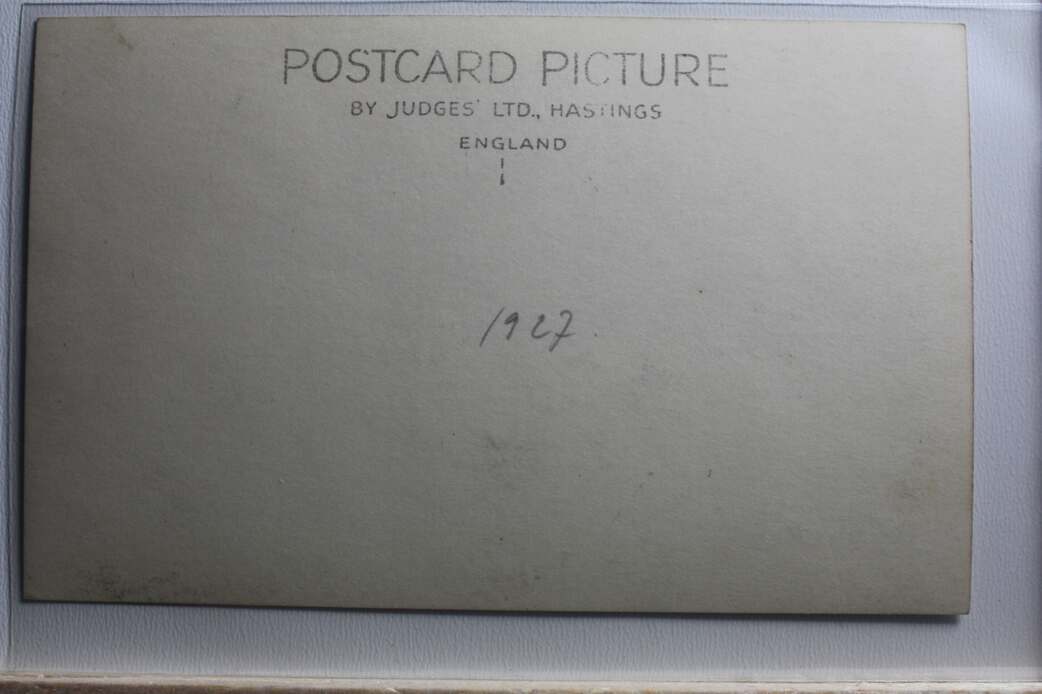 POSTCARD PICTURE
BY JUDGES' LTD., HASTINGS
ENGLAND
1927.